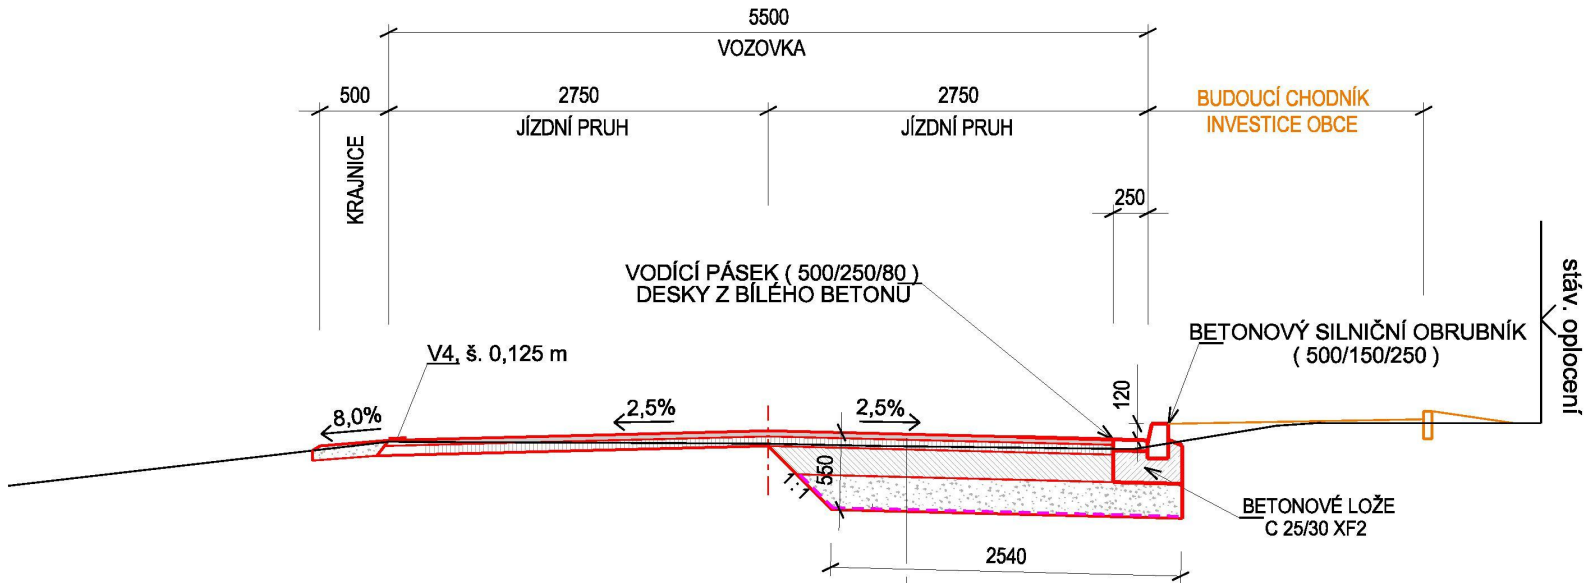 5500
VOZOVKA
500
2750
2750
BUDOUCÍ CHODNÍK
INVESTICE OBCE
JÍZDNÍ PRUH
JÍZDNÍ PRUH
KRAJNICE
250
VODÍCÍ PÁSEK ( 500/250/80 )
DESKY Z BÍLÉHO BETONU
stáv. oplocení
BETONOVÝ SILNIČNÍ OBRUBNÍK
( 500/150/250 )
V4, š. 0,125 m
120
8,0%
2,5%
2,5%
550
1:1
BETONOVÉ LOŽE
C 25/30 XF2
2540